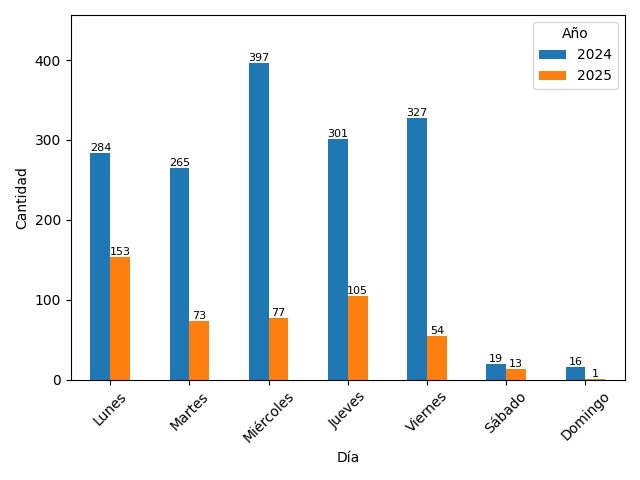 Año
2024
2025
400
300
200
100
0
Cantidad
284
153
265
73
397
77
301
105
327
54
19
13
16
1
Lunes
Martes
Miércoles
Jueves
Viernes
Sábado
Domingo
Día